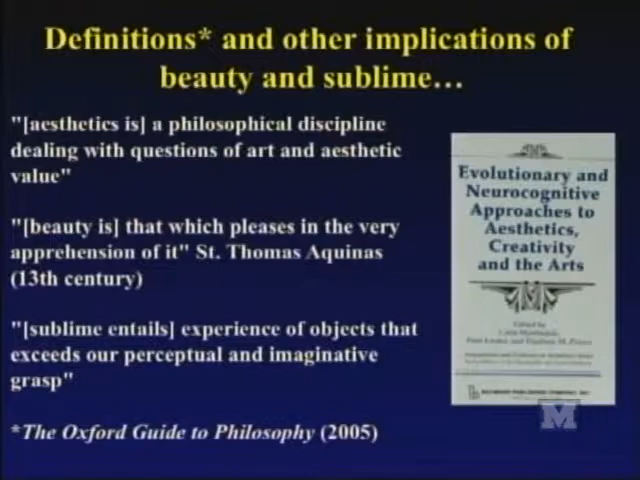 Definitions* and other implications of
beauty and sublime...
"[aesthetics is] a philosophical discipline
dealing with questions of art and aesthetic
value"
"[beauty is] that which pleases in the very
apprehension of it" St. Thomas Aquinas
(13th century)
"[sublime entails] experience of objects that
exceeds our perceptual and imaginative
grasp"
*The Oxford Guide to Philosophy (2005)
Evolutionary and
Neurocognitive
Approaches to
Aesthetics,
Creativity
and the Arts
Edited by
M